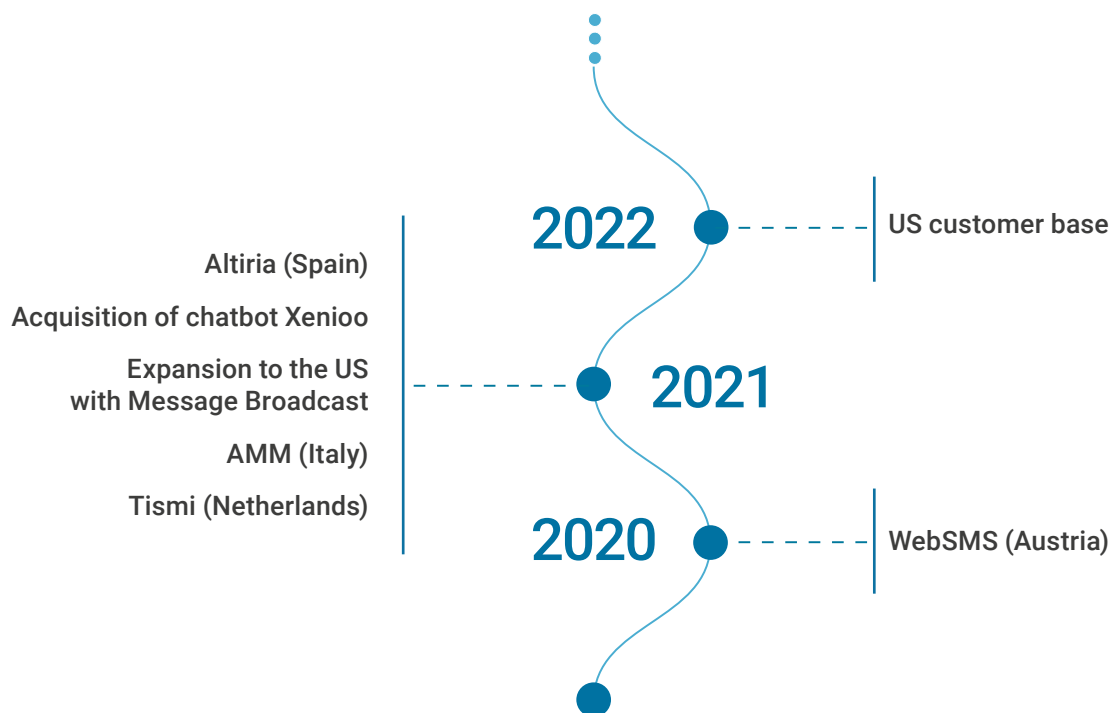 2022
US customer base
Altiria (Spain)
Acquisition of chatbot Xenioo
Expansion to the US
with Message Broadcast
AMM (Italy)
Tismi (Netherlands)
2021
2020
WebSMS (Austria)